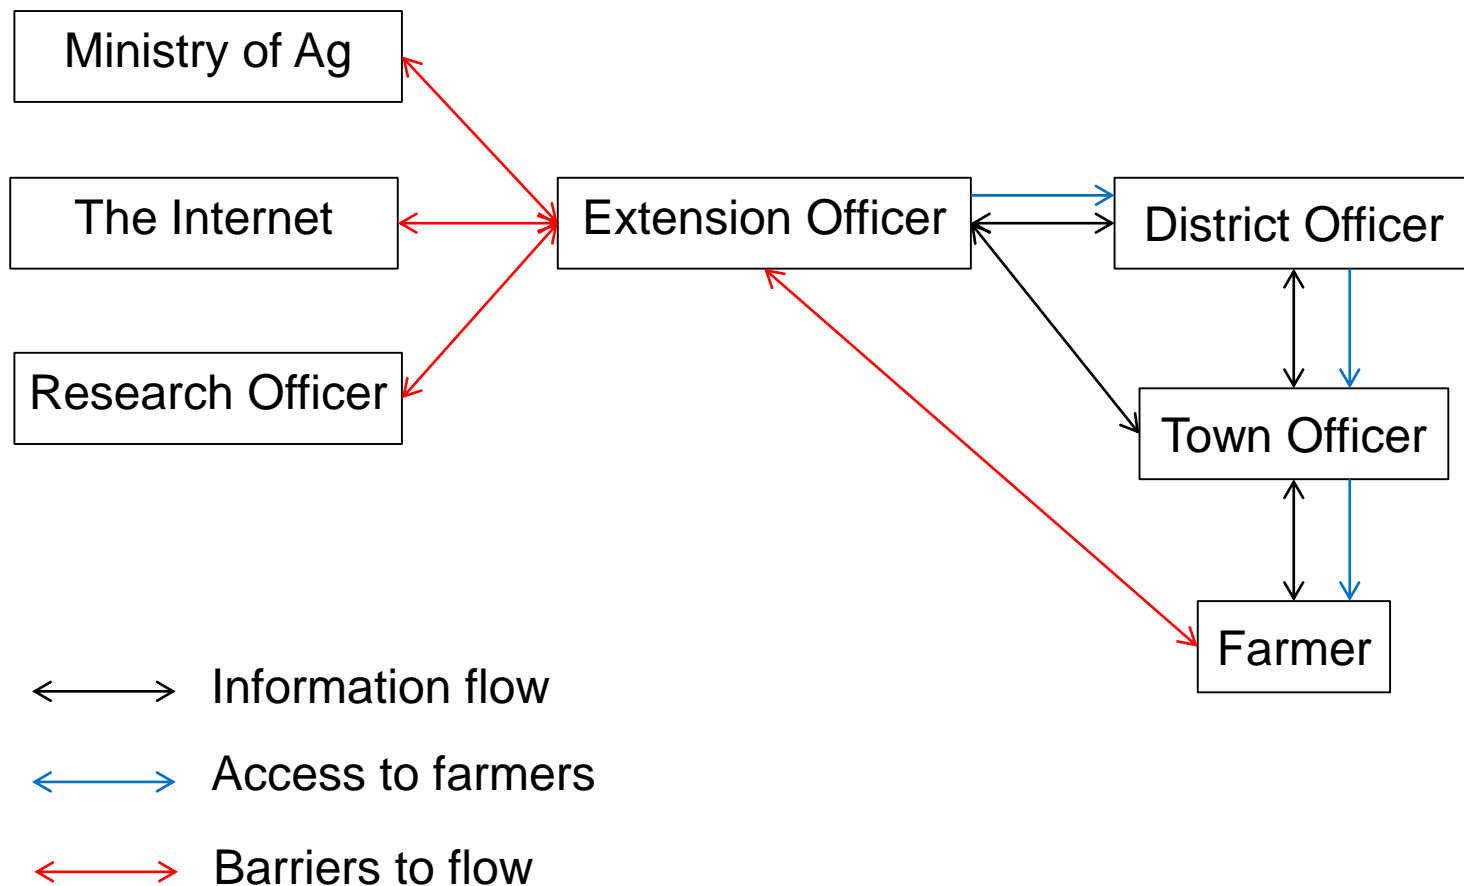 Ministry of Ag
The Internet
Extension Officer
District Officer
Research Officer
Town Officer
Farmer
Information flow
Access to farmers
Barriers to flow